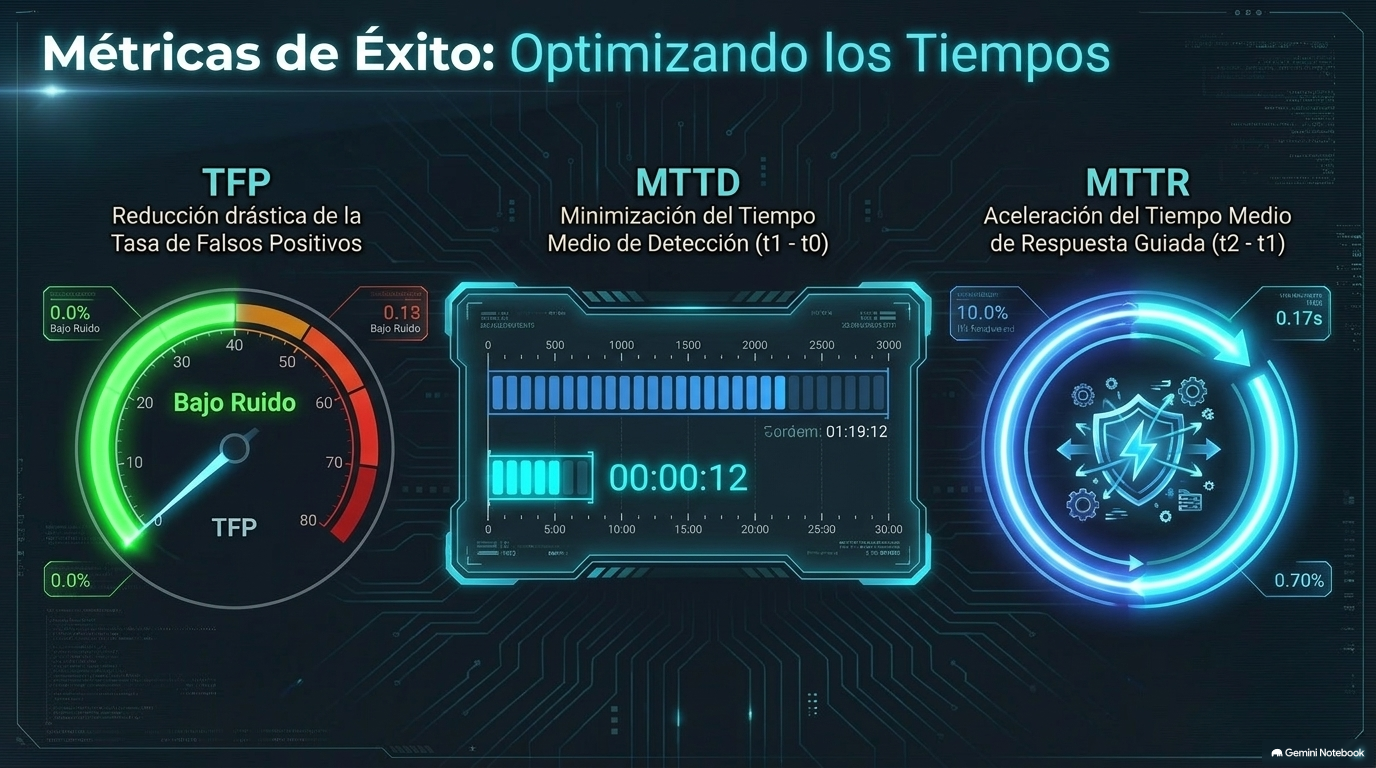 Métricas de Éxito: Optimizando los Tiempos
TFP
Reducción drástica de la
Tasa de Falsos Positivos
0.0%
Bajo Ruido
0.13
Bajo Ruido
0
10
20
30
40
50
60
70
80
Bajo Ruido
TFP
0.0%
MTTD
Minimización del Tiempo
Medio de Detección (t1 - t0)
0 500 1000 1500 2000 2500 3000
01:19:12
00:00:12
0 5:00 10:00 15:00 20:00 25:30 30.00
MTTR
Aceleración del Tiempo Medio
de Respuesta Guiada (t2 - t1)
10,0%
0.17s
0.70%
Gemini Notebook